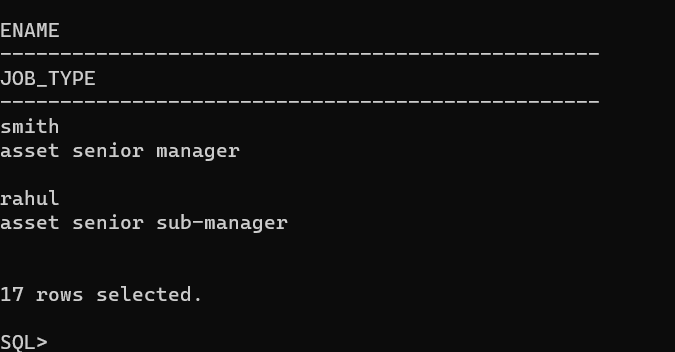 ENAME
--------------------------------------------------
JOB_TYPE
--------------------------------------------------
smith
asset senior manager
rahul
asset senior sub-manager
17 rows selected.
SQL>